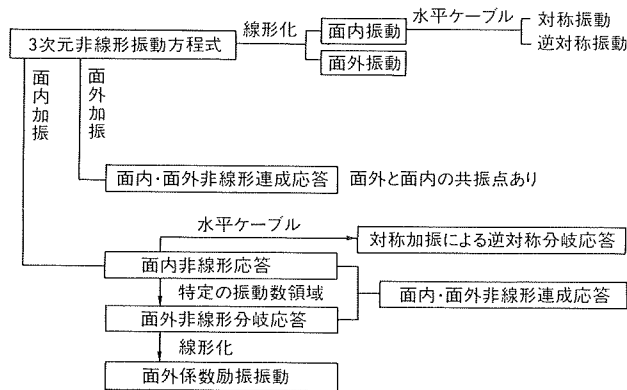 3次元非線形振動方程式
線形化
面内振動
面外振動
水平ケーブル
対称振動
逆対称振動
面内加振
面外加振
面内・面外非線形連成応答
面外と面内の共振点あり
水平ケーブル
対称加振による逆対称分岐応答
面内非線形応答
特定の振動数領域
面外非線形分岐応答
面内・面外非線形連成応答
線形化
面外係数励振振動